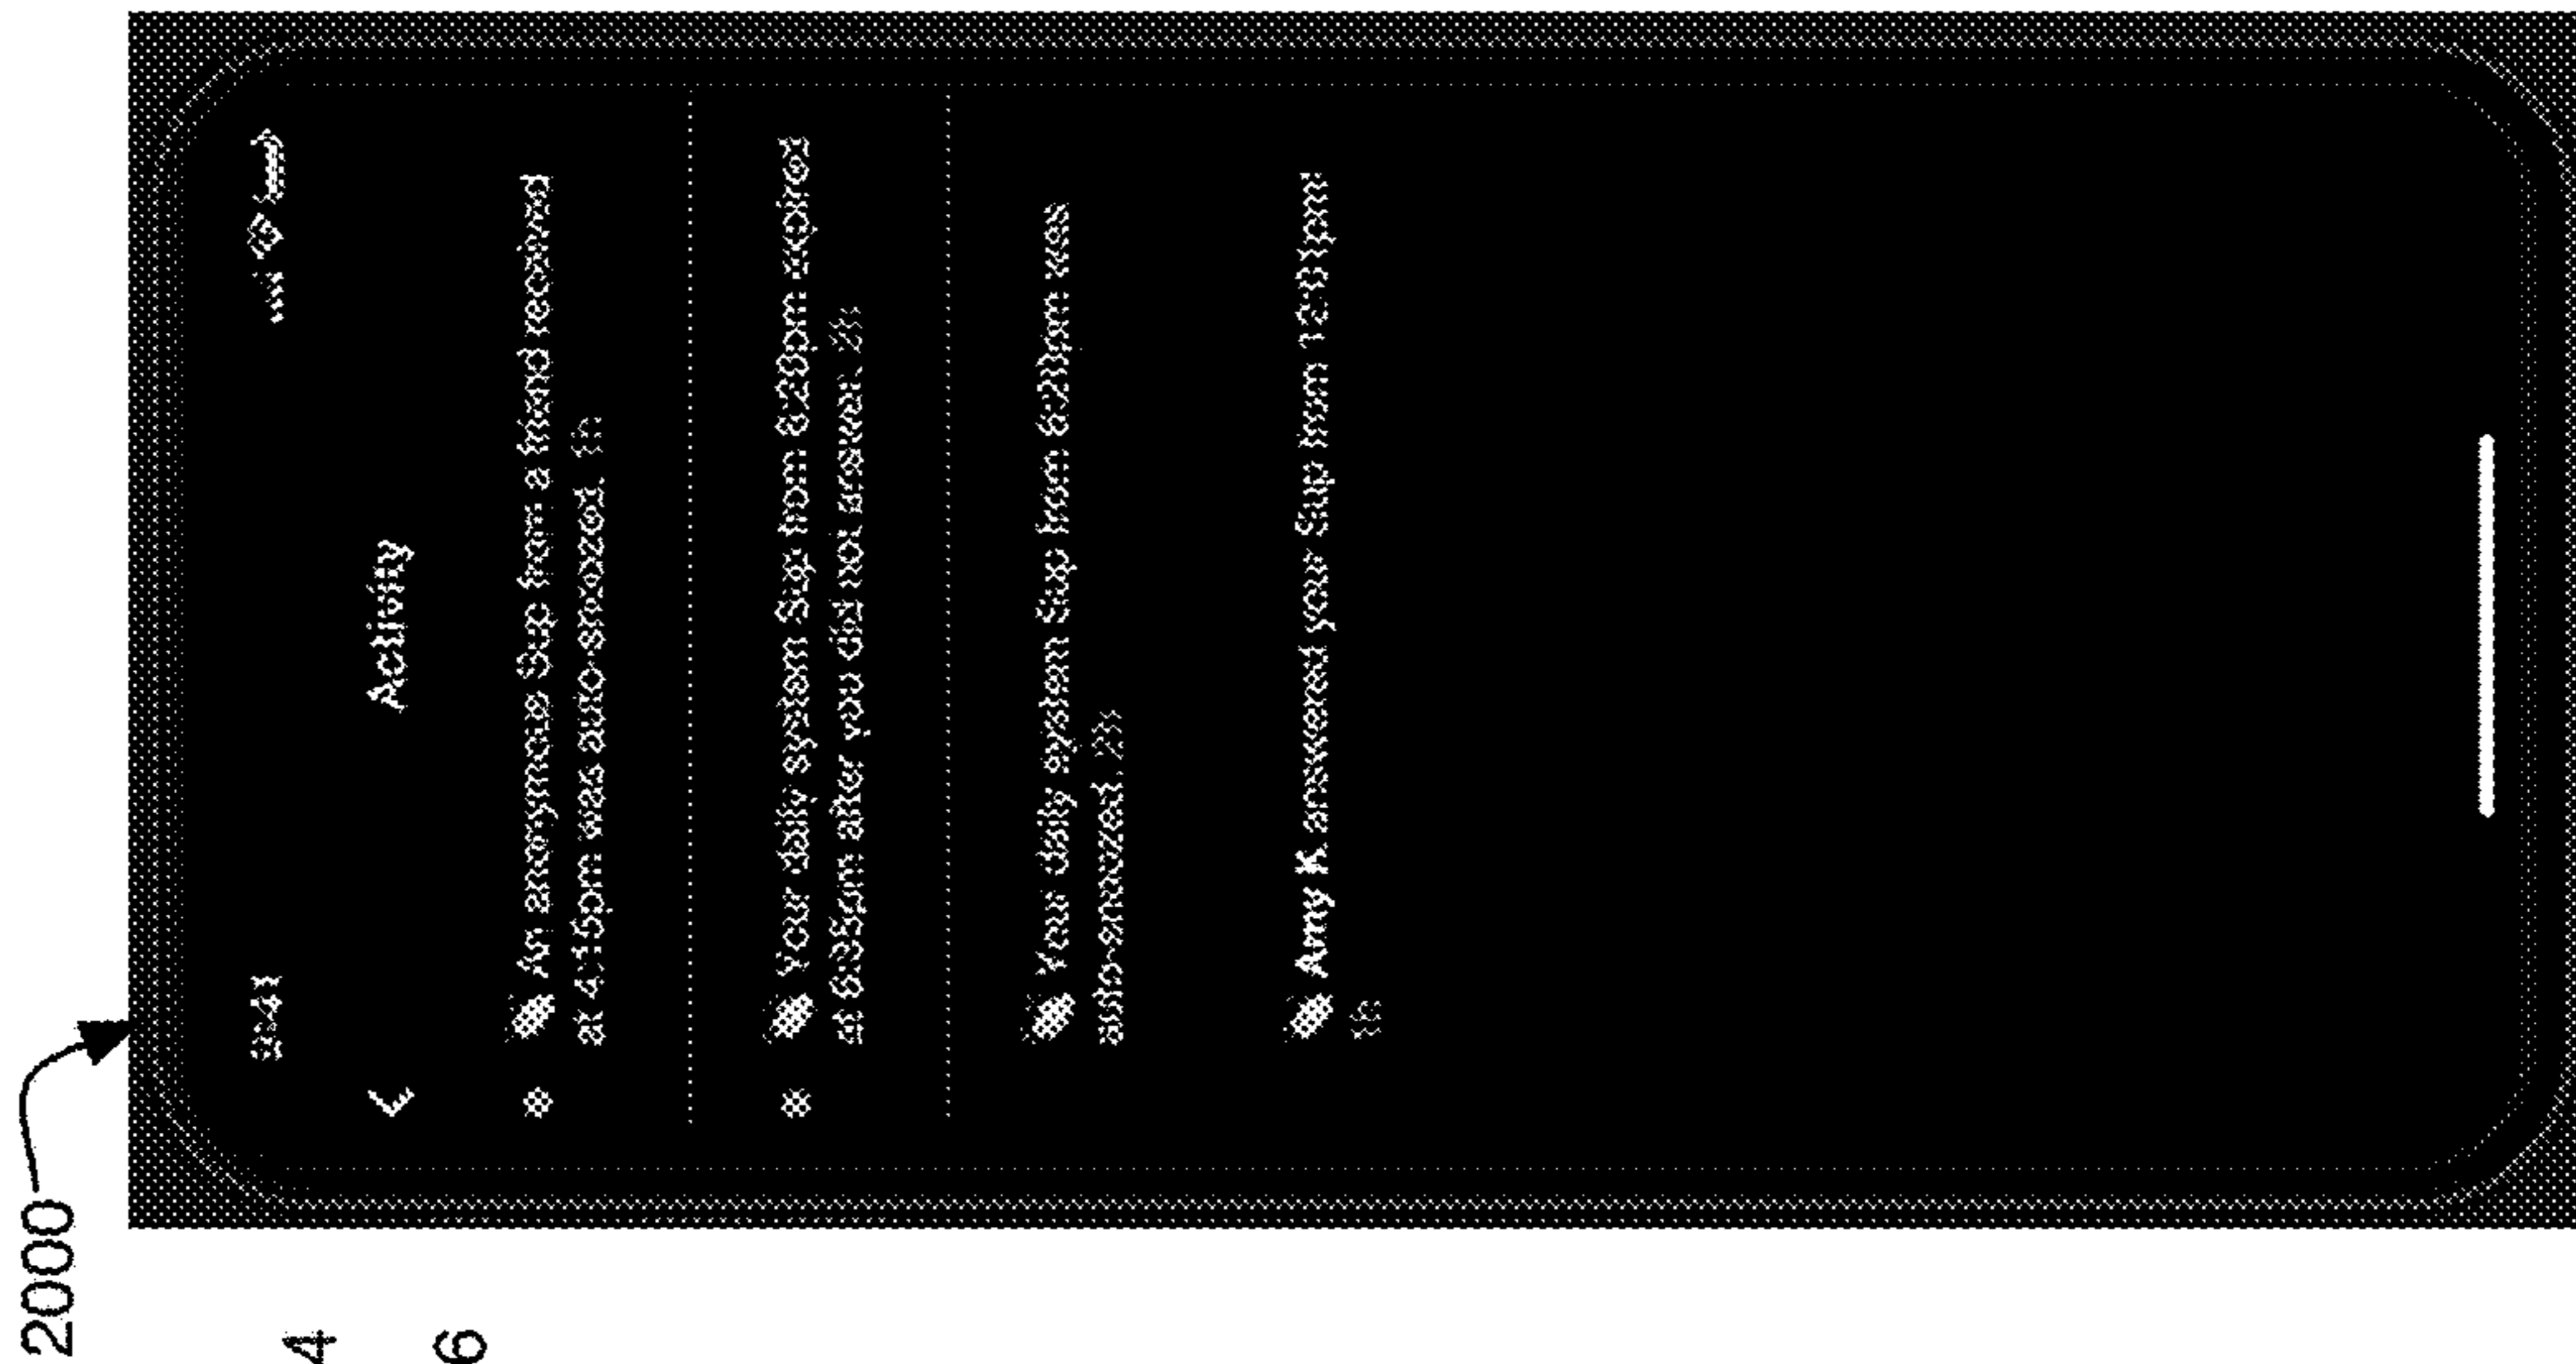 2000
4
6
9:41
Activity
An anonymous Sup from a friend received
at 4:15pm was auto-snoozed. 1h
Your daily system Sup from 6:20pm expired
at 6:35pm after you did not answer. 2h
Your daily system Sup from 6:20pm was
auto-snoozed. 2h
Amy K answered your Sup from 12:01pm!
1h